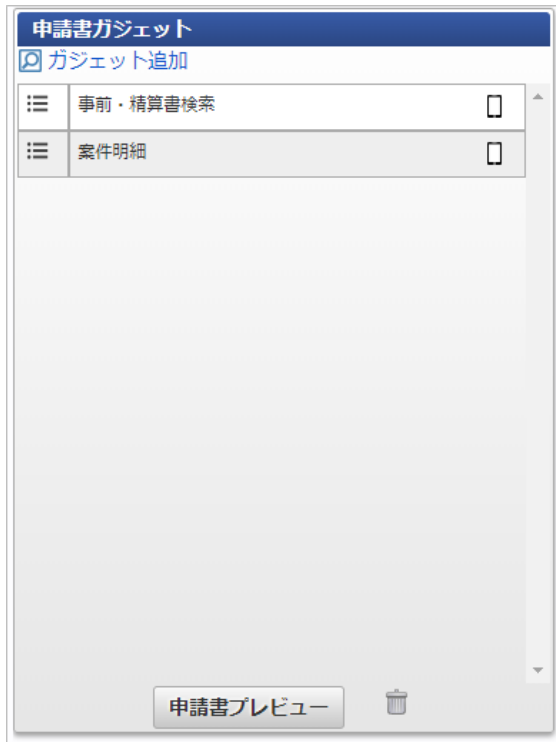 申請書ガジェット
ガジェット追加
事前・精算書検索
案件明細
申請書プレビュー